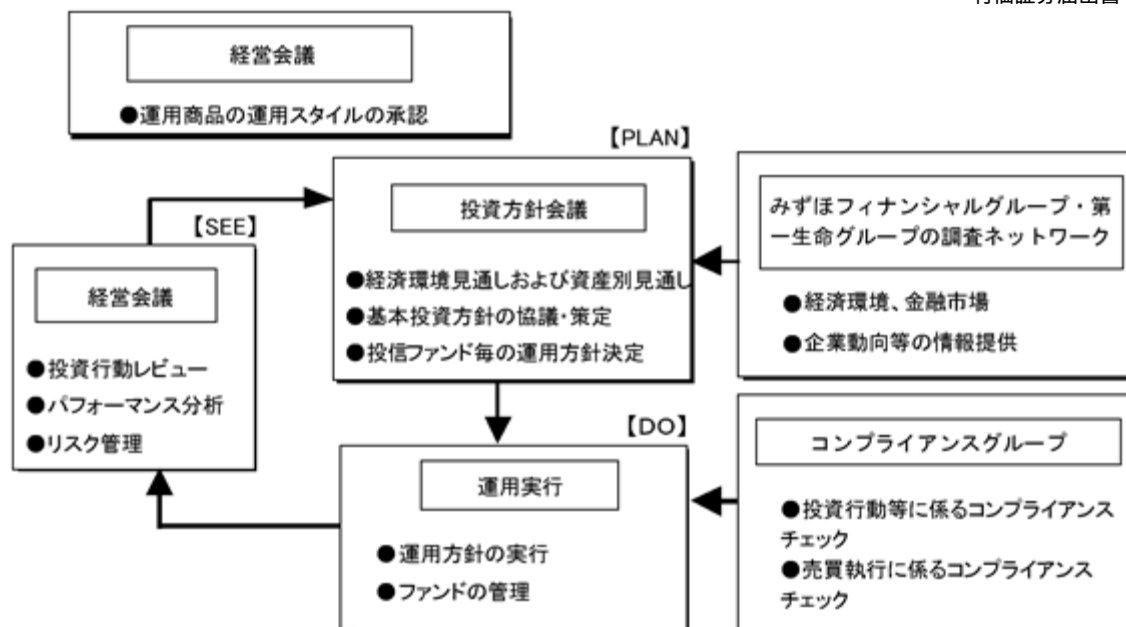 経営会議
●運用商品の運用スタイルの承認
【PLAN】
投資方針会議
●経済環境見通しおよび資産別見通し
●基本投資方針の協議・策定
●投信ファンド毎の運用方針決定
みずほフィナンシャルグループ・第
一生命グループの調査ネットワーク
●経済環境、金融市場
●企業動向等の情報提供
【SEE】
経営会議
●投資行動レビュー
●パフォーマンス分析
●リスク管理
【DO】
運用実行
●運用方針の実行
●ファンドの管理
コンプライアンスグループ
●投資行動等に係るコンプライアンス
チェック
●売買執行に係るコンプライアンス
チェック